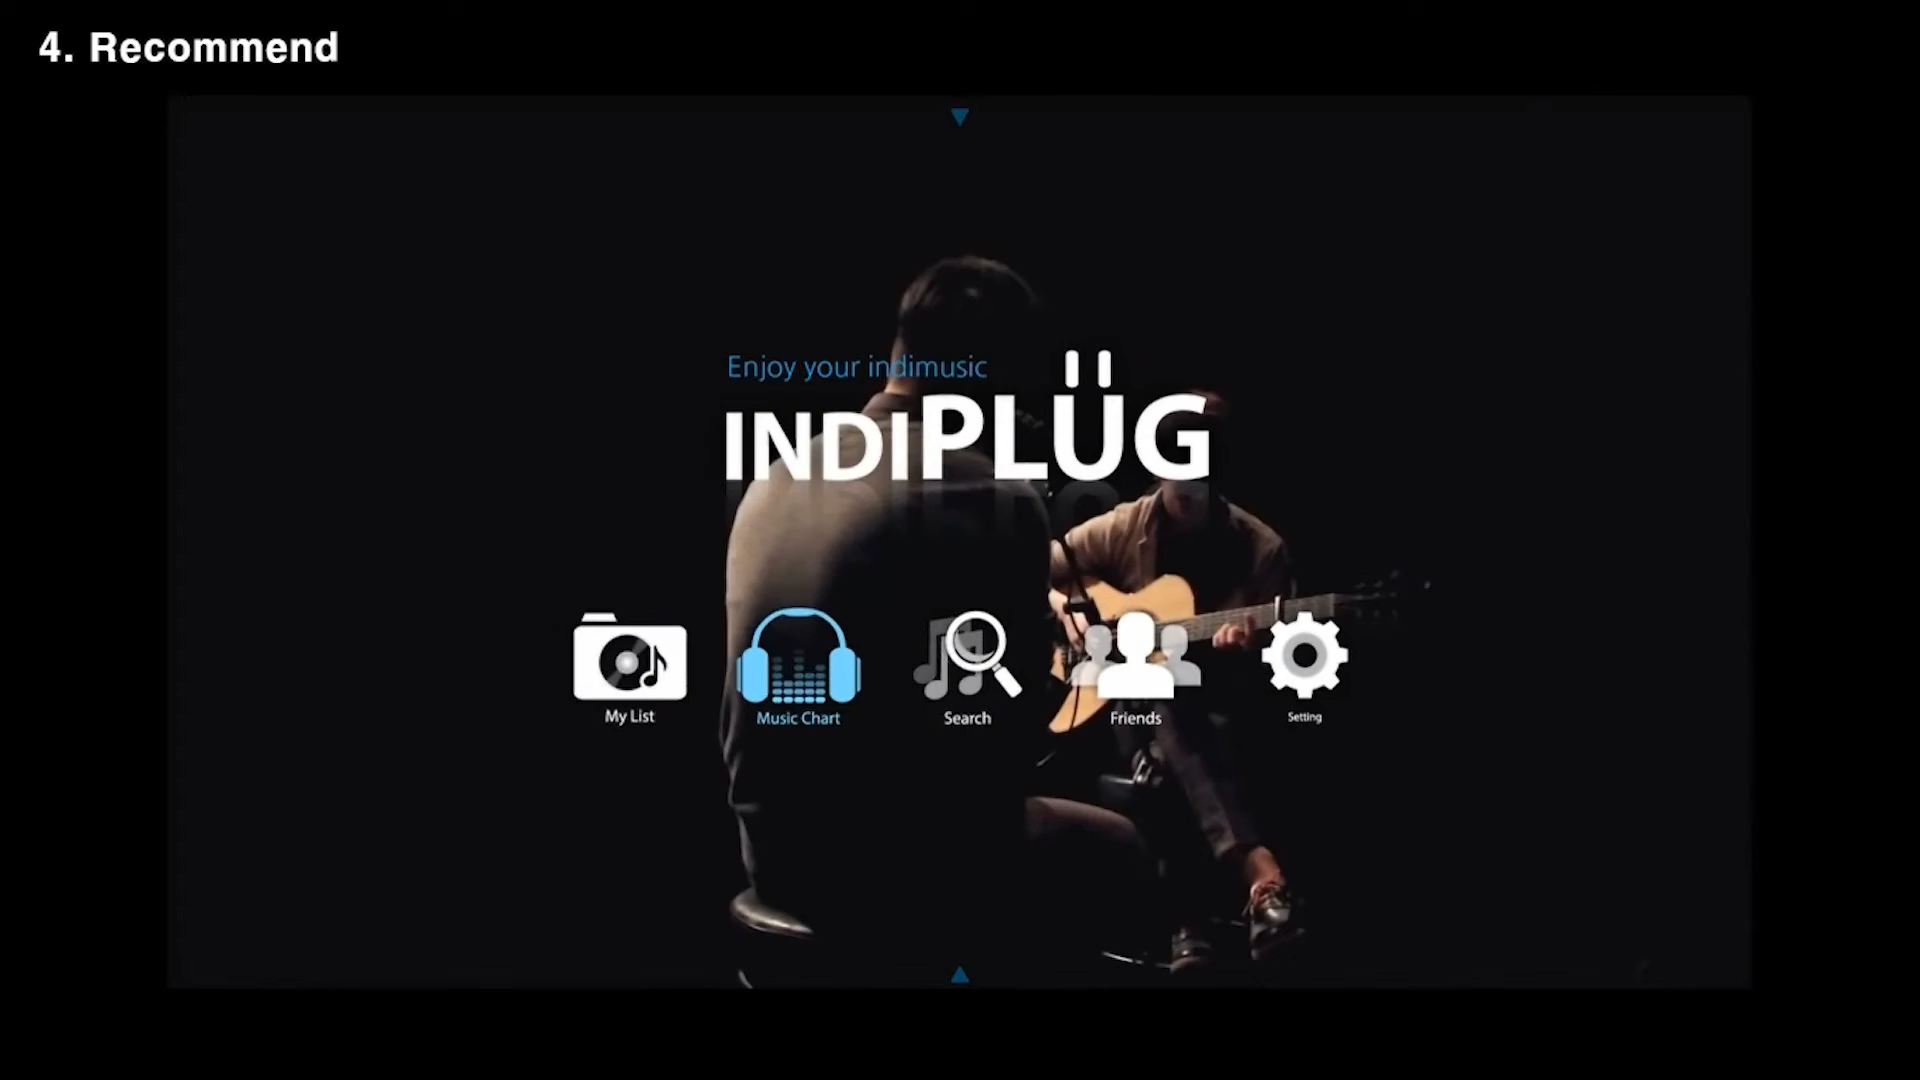 4. Recommend
Enjoy your indimusic
INDIPLÜG
My List
Music Chart
Search
Friends
Setting